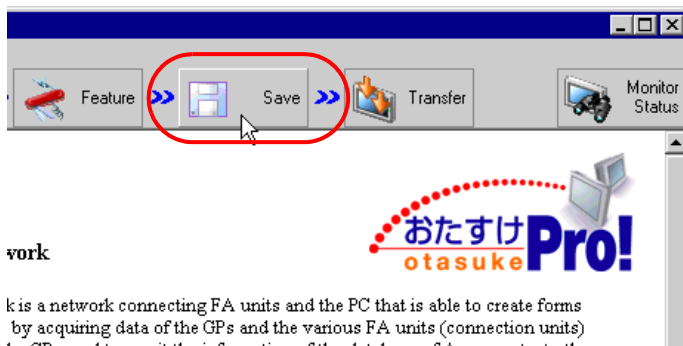 Feature
Save
Transfer
Monitor
Status
おたすけPro!
otasuke
work
k is a network connecting FA units and the PC that is able to create forms
by acquiring data of the GPs and the various FA units (connection units)